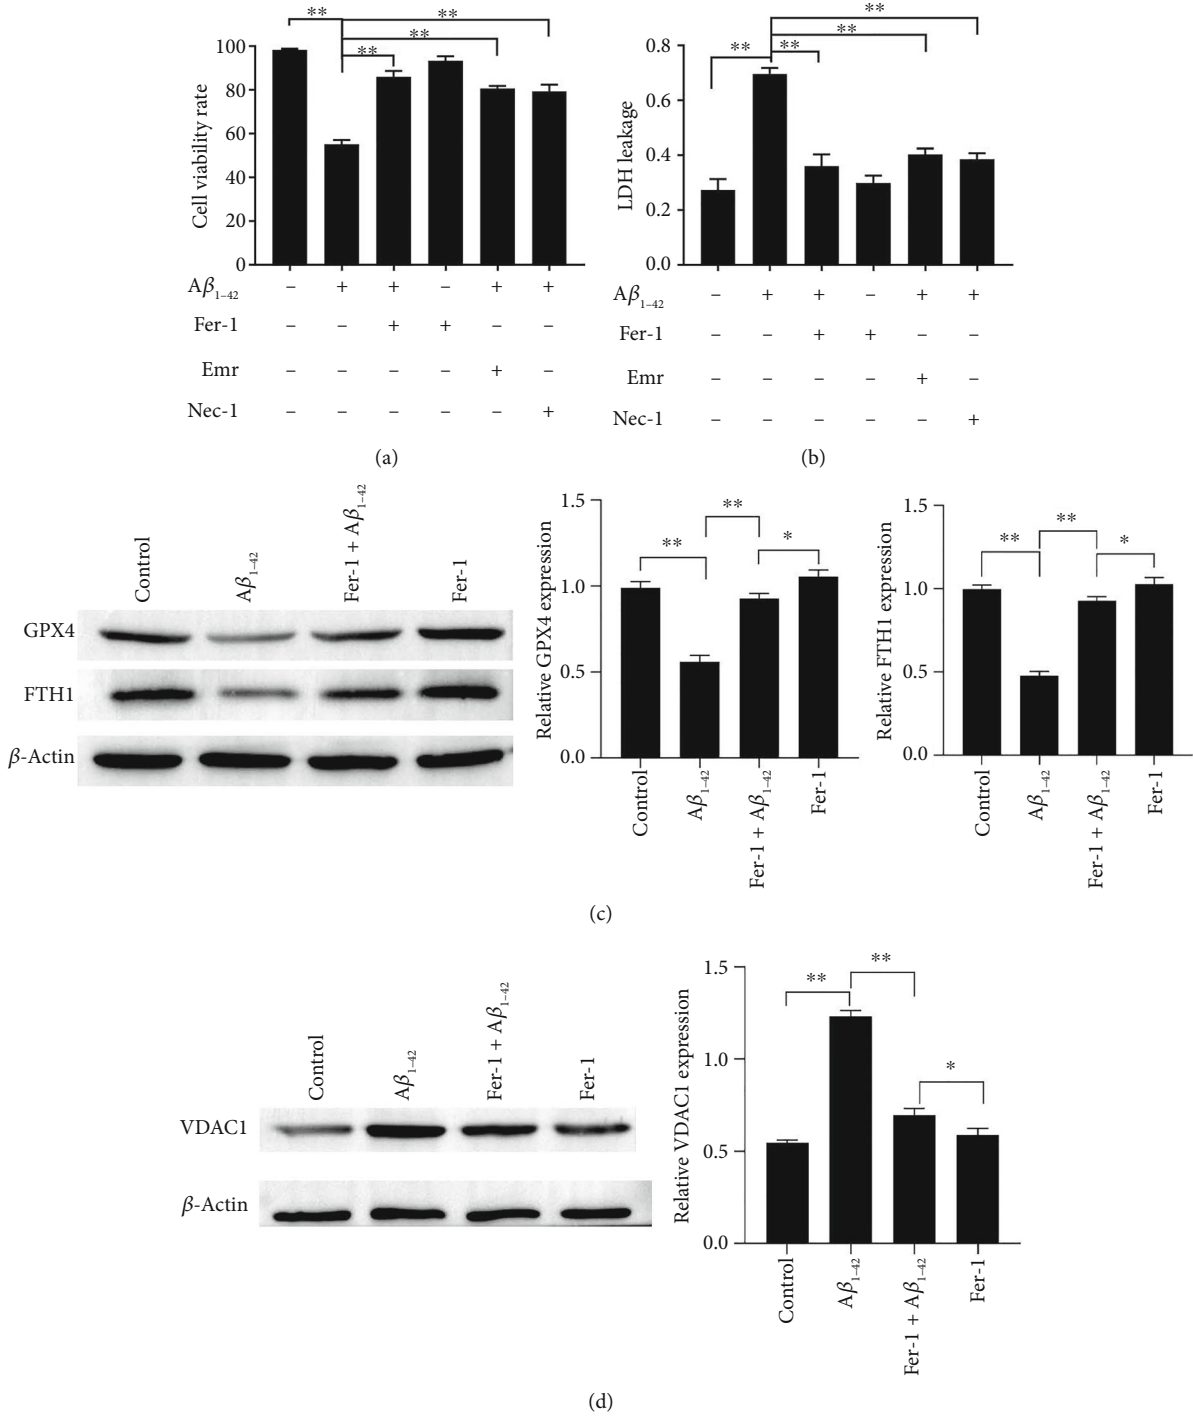 ** ** ** **
100
80
60
40
20
0
Cell viability rate
Aβ1–42 – + + – + +
Fer-1 – – + + – –
Emr – – – – + –
Nec-1 – – – – – +
(a)
** ** ** **
0.8
0.6
0.4
0.2
0.0
LDH leakage
Aβ1–42 – + + – + +
Fer-1 – – + + – –
Emr – – – – + –
Nec-1 – – – – – +
(b)
Control
Aβ1–42
Fer-1 + Aβ1–42
Fer-1
GPX4
FTH1
β-Actin
** ** *
1.5
1.0
0.5
0.0
Relative GPX4 expression
Control
Aβ1–42
Fer-1 + Aβ1–42
Fer-1
** ** *
1.5
1.0
0.5
0.0
Relative FTH1 expression
Control
Aβ1–42
Fer-1 + Aβ1–42
Fer-1
(c)
Control
Aβ1–42
Fer-1 + Aβ1–42
Fer-1
VDAC1
β-Actin
** ** *
1.5
1.0
0.5
0.0
Relative VDAC1 expression
Control
Aβ1–42
Fer-1 + Aβ1–42
Fer-1
(d)